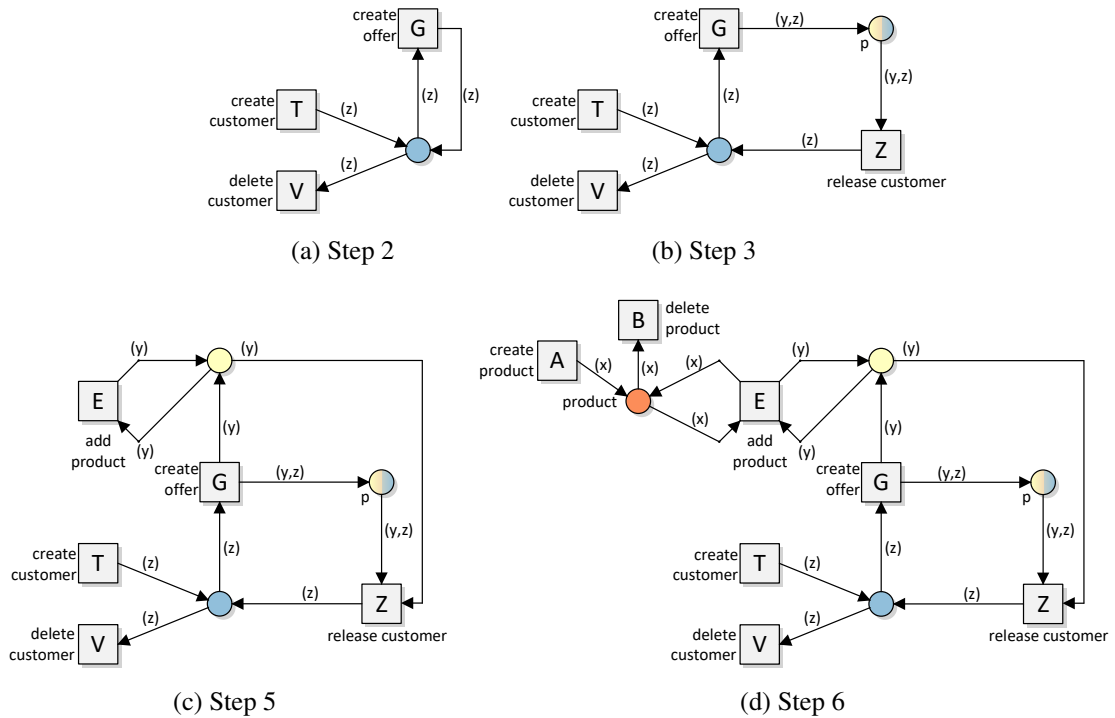 create
offer
G
(z)
(z)
create
customer
T
(z)
(z)
delete
customer
V
(a) Step 2
create
offer
G
(y,z)
p
(y,z)
(z)
create
customer
T
(z)
(z)
(z)
Z
release customer
delete
customer
V
(b) Step 3
(y)
(y)
E
(y)
add
product
(y)
create
offer
G
(y,z)
p
(y,z)
(z)
create
customer
T
(z)
(z)
Z
release customer
(z)
delete
customer
V
(c) Step 5
B
delete
product
create
product
A
(x)
(x)
(x)
(y)
(y)
product
(x)
E
add
product
(y)
(y)
create
offer
G
(y,z)
p
(y,z)
(z)
create
customer
T
(z)
(z)
Z
release customer
(z)
delete
customer
V
(d) Step 6